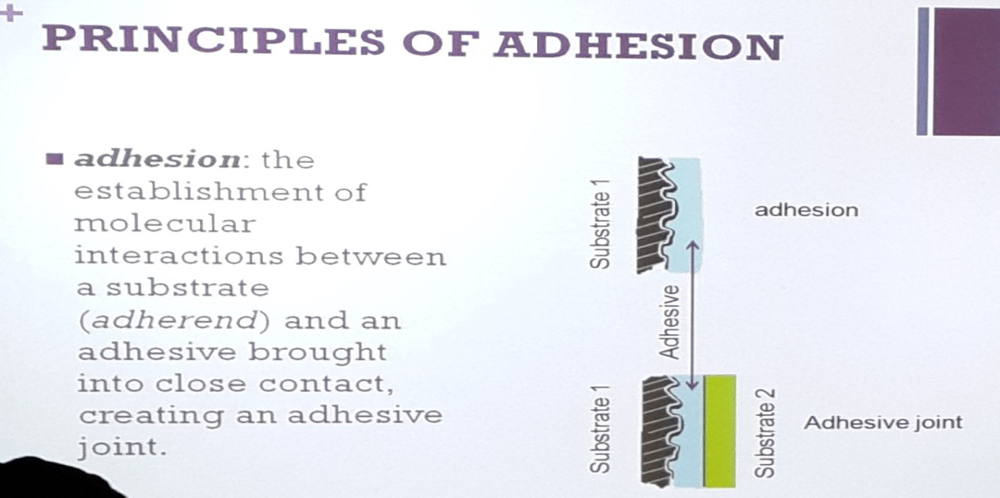 +
PRINCIPLES OF ADHESION
adhesion: the
establishment of
molecular
interactions between
a substrate
(adherend) and an
adhesive brought
into close contact,
creating an adhesive
joint.
Substrate 1
adhesion
Adhesive
Substrate 1
Substrate 2
Adhesive joint